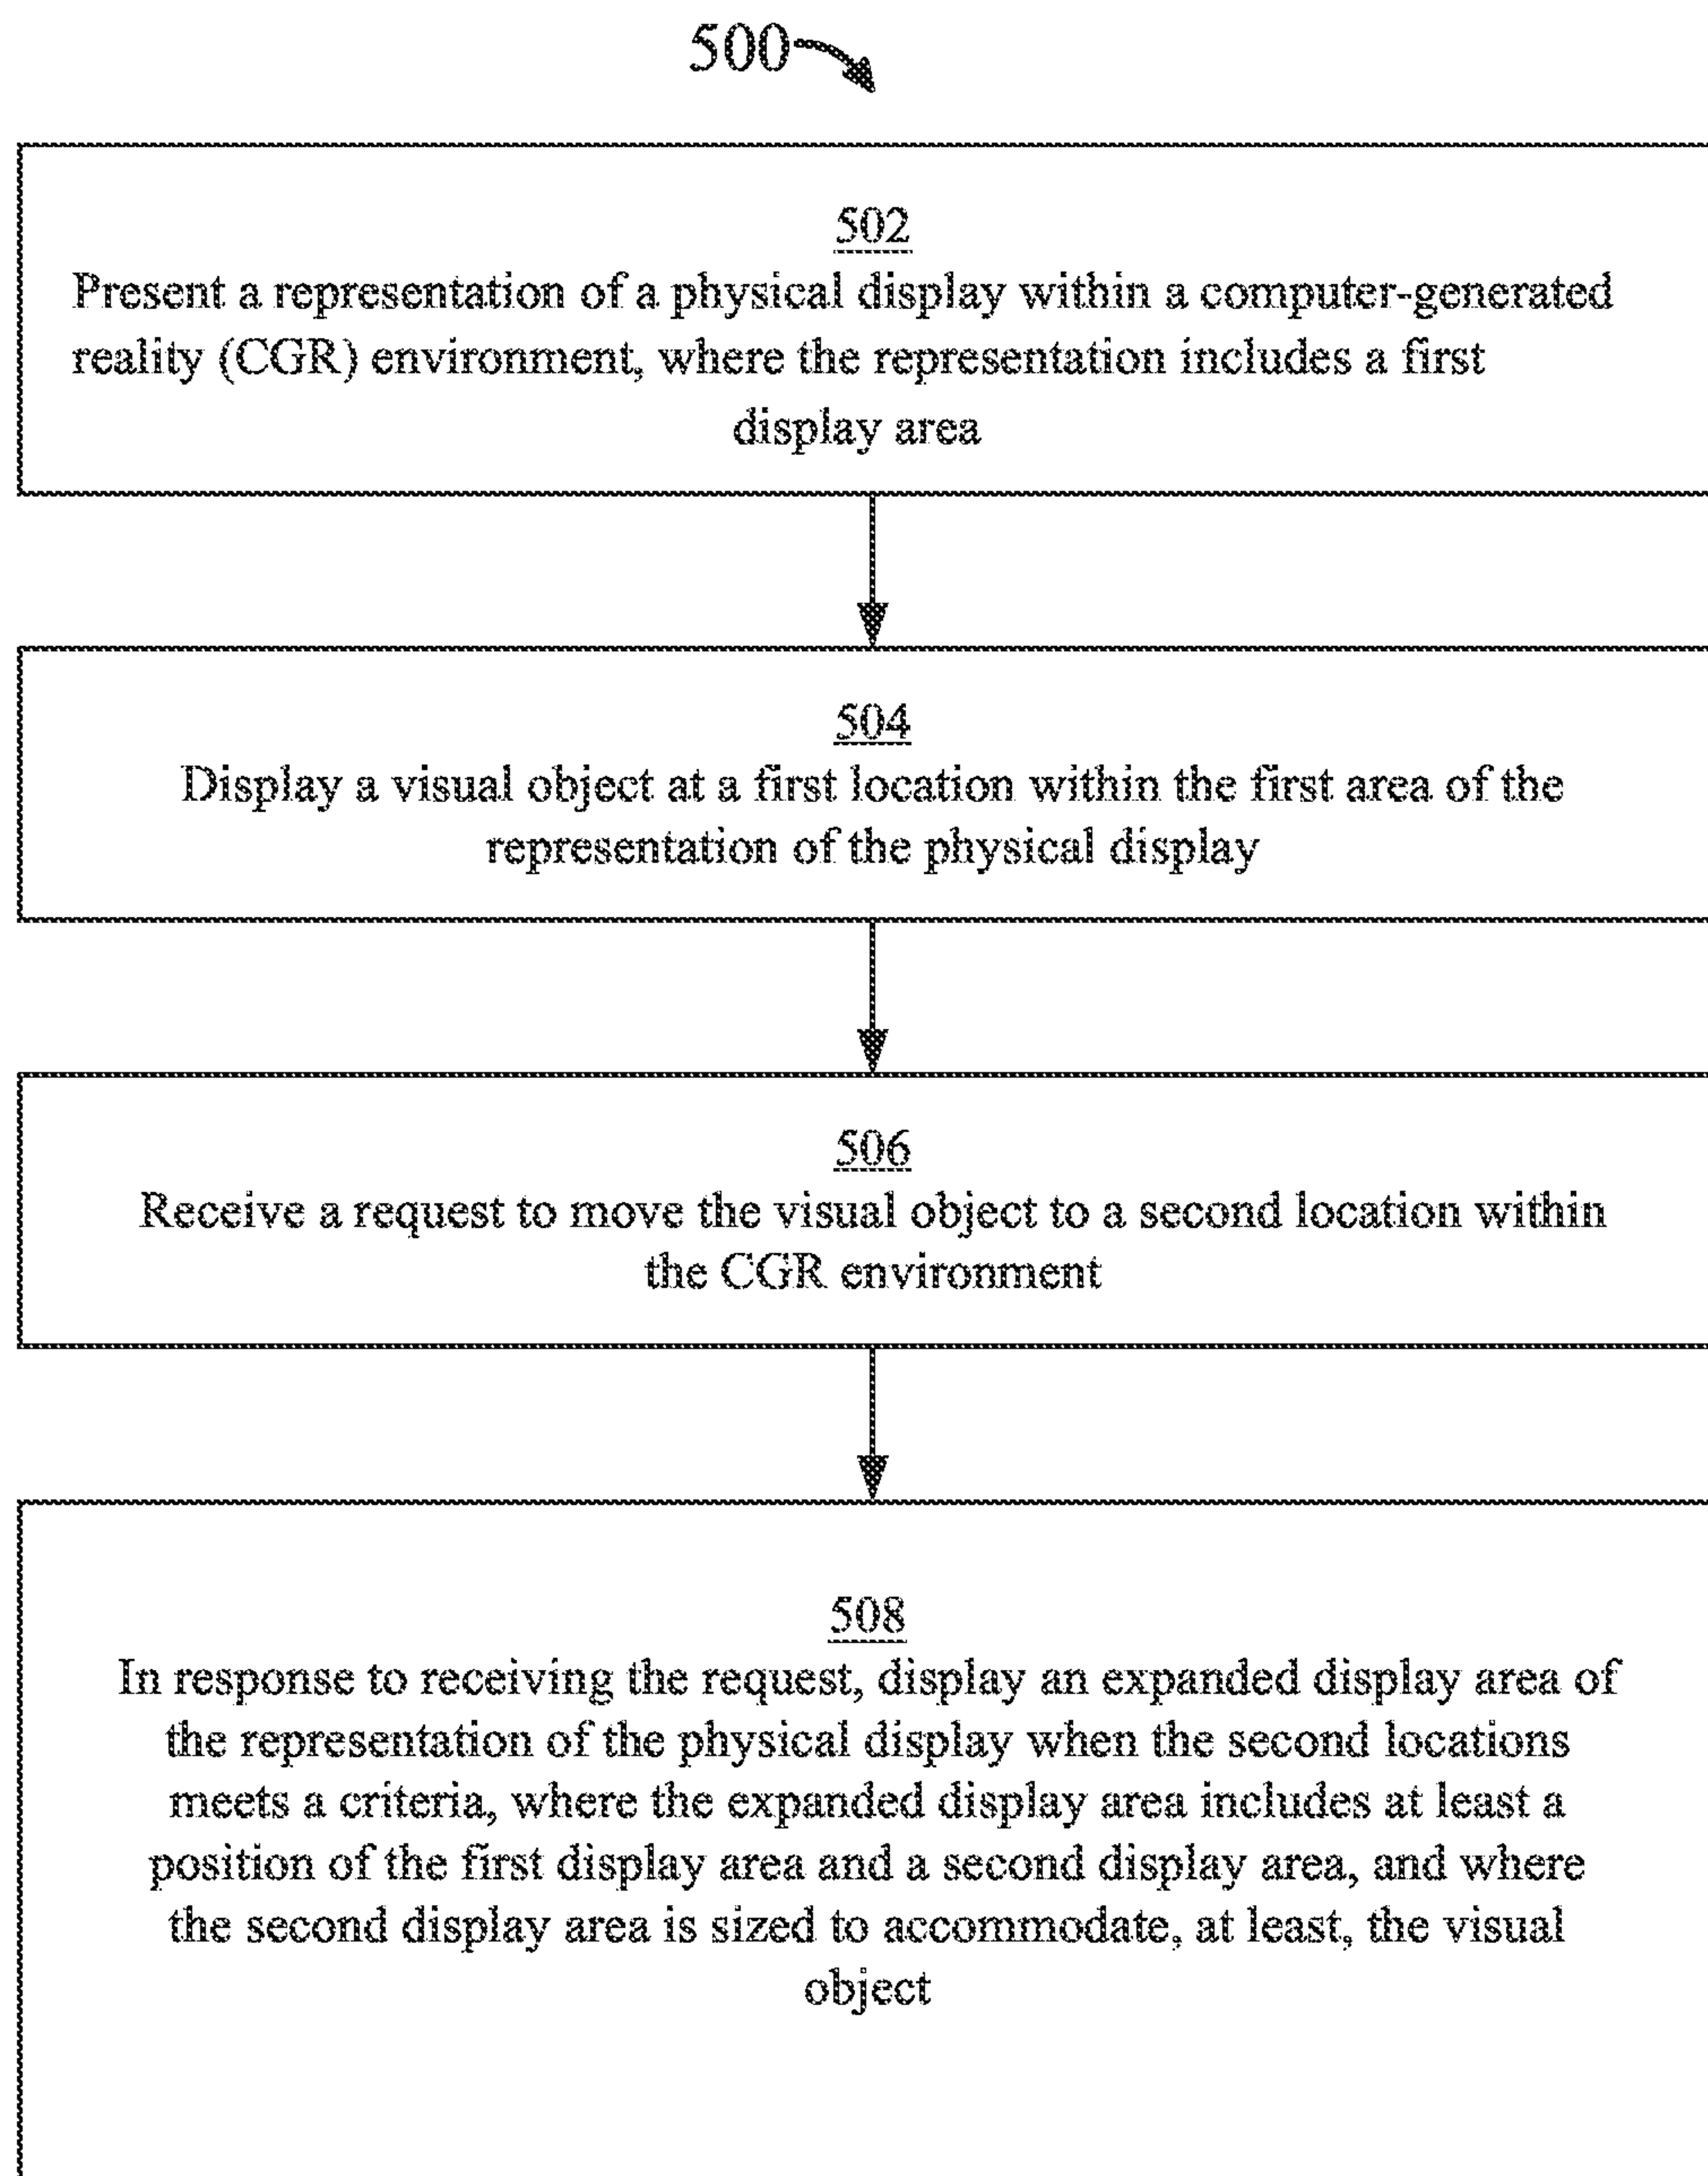 500
502
Present a representation of a physical display within a computer-generated
reality (CGR) environment, where the representation includes a first
display area
504
Display a visual object at a first location within the first area of the
representation of the physical display
506
Receive a request to move the visual object to a second location within
the CGR environment
508
In response to receiving the request, display an expanded display area of
the representation of the physical display when the second locations
meets a criteria, where the expanded display area includes at least a
position of the first display area and a second display area, and where
the second display area is sized to accommodate, at least, the visual
object